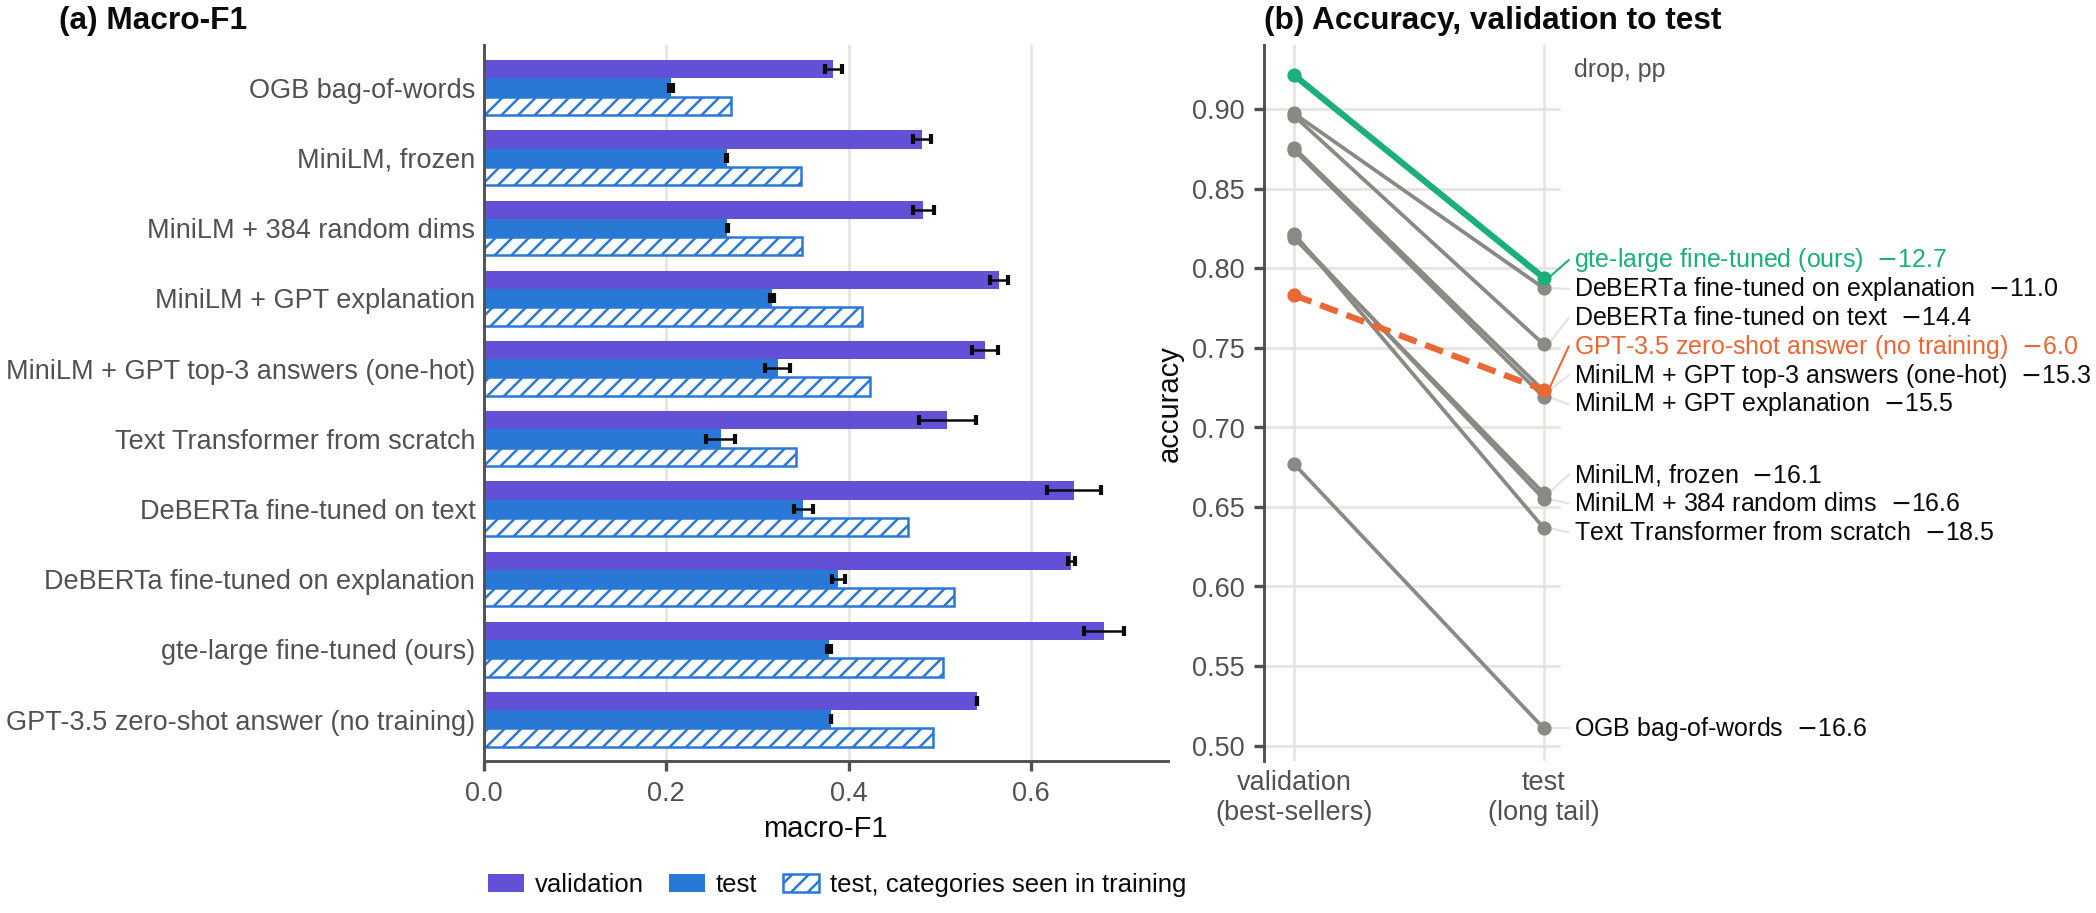 (a) Macro-F1
OGB bag-of-words
MiniLM, frozen
MiniLM + 384 random dims
MiniLM + GPT explanation
MiniLM + GPT top-3 answers (one-hot)
Text Transformer from scratch
DeBERTa fine-tuned on text
DeBERTa fine-tuned on explanation
gte-large fine-tuned (ours)
GPT-3.5 zero-shot answer (no training)
0.0 0.2 0.4 0.6
macro-F1
validation test test, categories seen in training
(b) Accuracy, validation to test
drop, pp
accuracy
0.90
0.85
0.80
0.75
0.70
0.65
0.60
0.55
0.50
gte-large fine-tuned (ours) −12.7
DeBERTa fine-tuned on explanation −11.0
DeBERTa fine-tuned on text −14.4
GPT-3.5 zero-shot answer (no training) −6.0
MiniLM + GPT top-3 answers (one-hot) −15.3
MiniLM + GPT explanation −15.5
MiniLM, frozen −16.1
MiniLM + 384 random dims −16.6
Text Transformer from scratch −18.5
OGB bag-of-words −16.6
validation test
(best-sellers) (long tail)